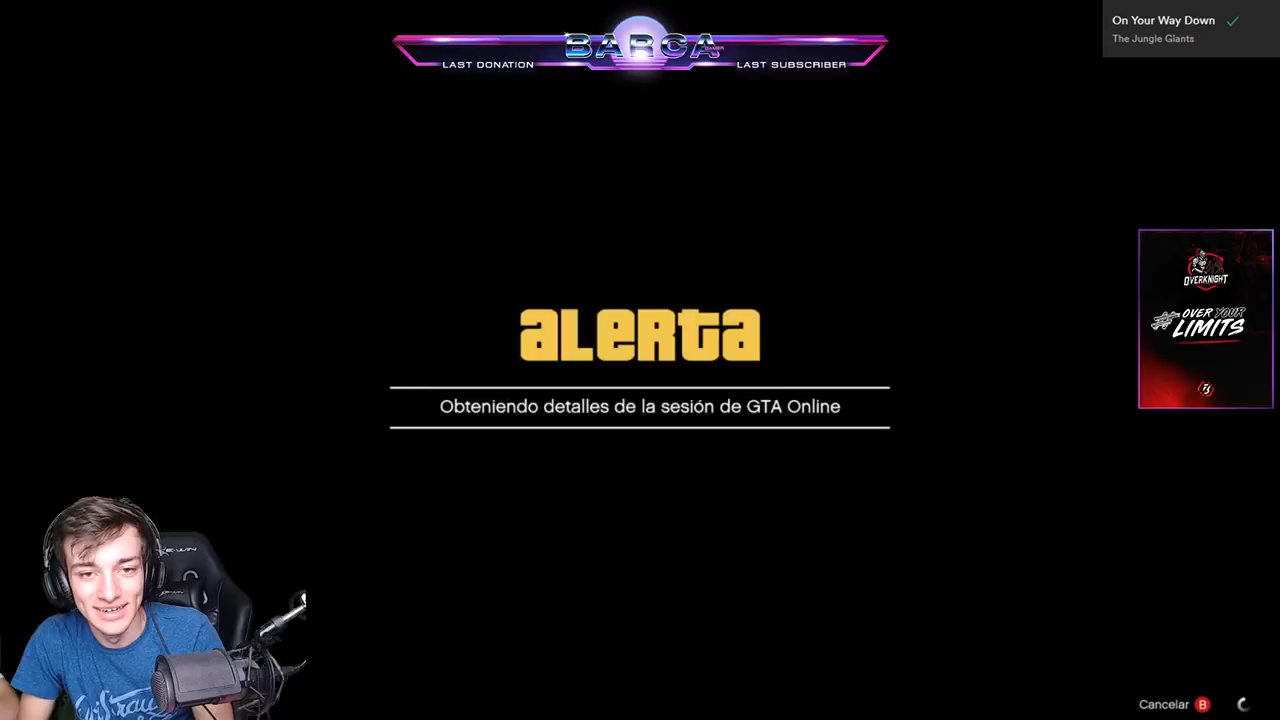 BARCA
GAMER
LAST DONATION
LAST SUBSCRIBER
On Your Way Down
The Jungle Giants
OVERKNIGHT
# OVER YOUR
LIMITS
alerta
Obteniendo detalles de la sesión de GTA Online
Cancelar B